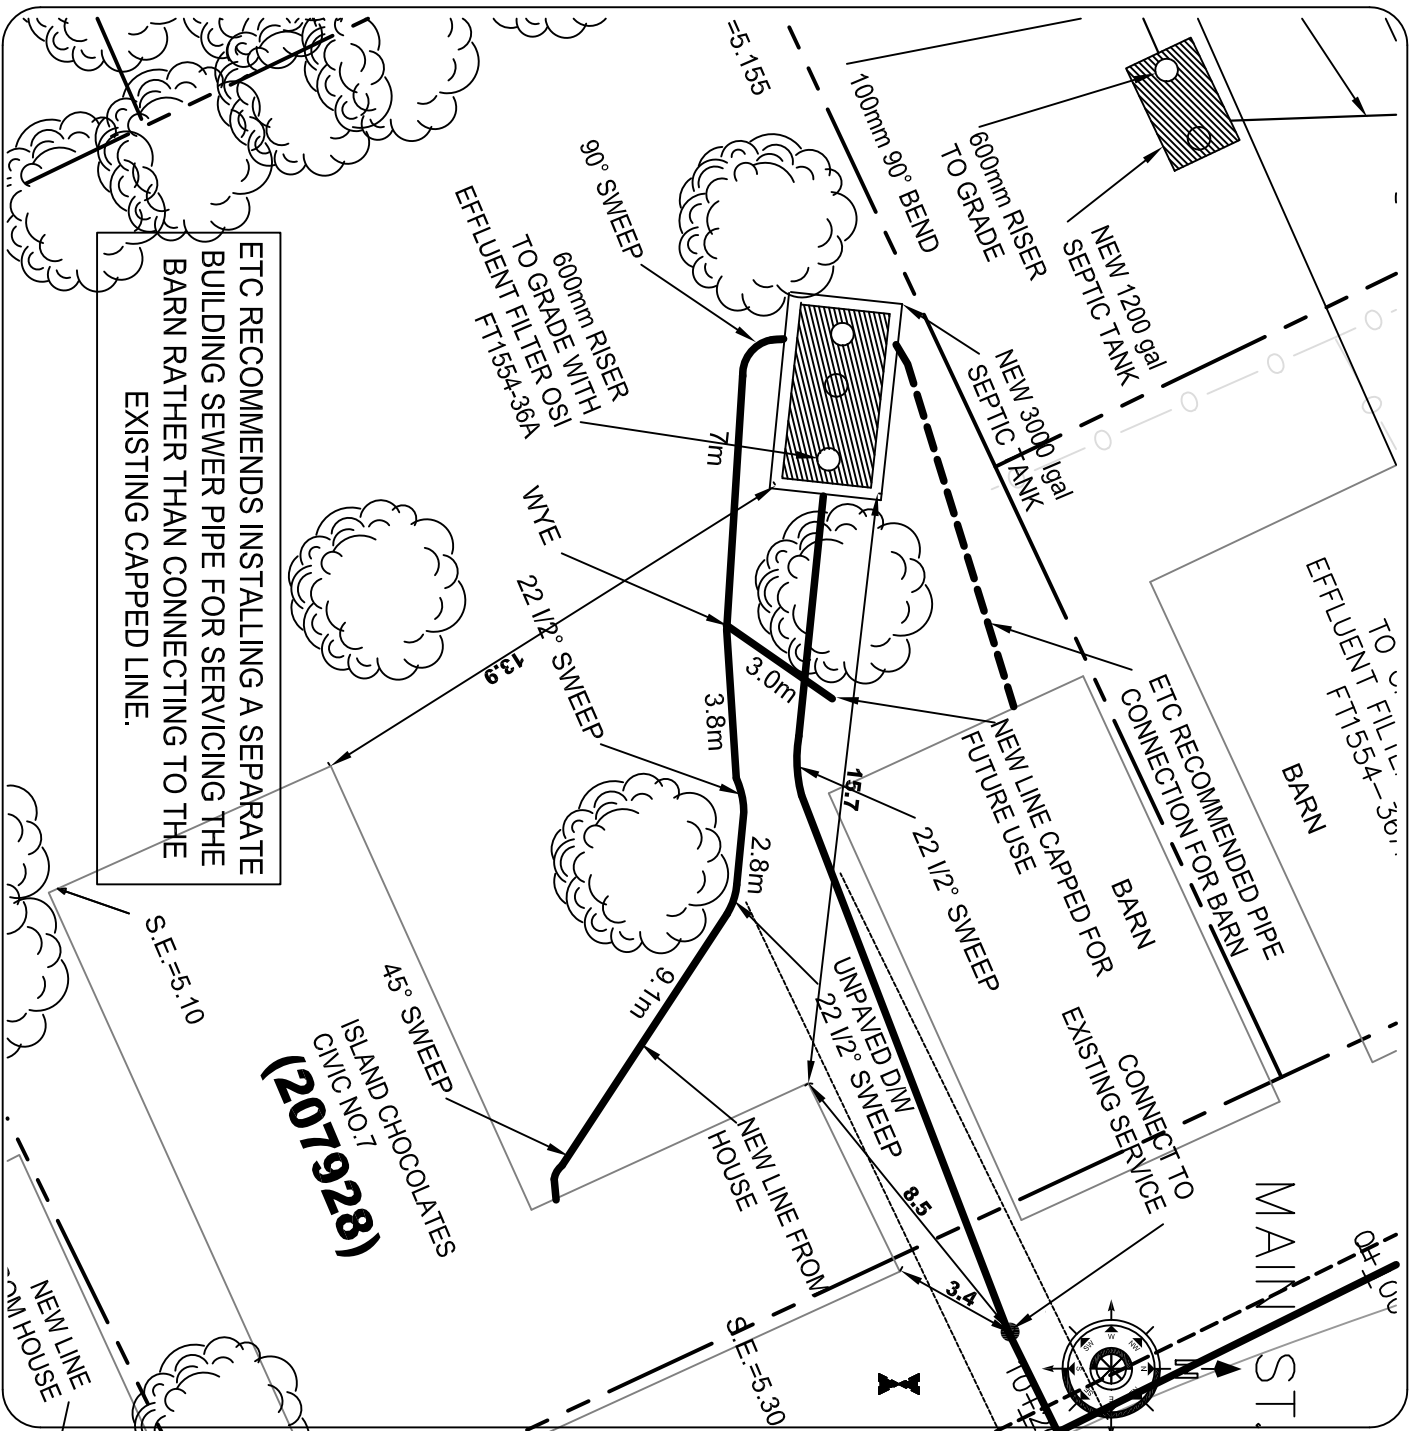 =5.155
100mm 90° BEND
600mm RISER
TO GRADE
NEW 1200 gal
SEPTIC TANK
90° SWEEP
600mm RISER
TO GRADE WITH
EFFLUENT FILTER OSI
FT1554-36A
NEW 3000 Igal
SEPTIC TANK
ETC RECOMMENDS INSTALLING A SEPARATE
BUILDING SEWER PIPE FOR SERVICING THE
BARN RATHER THAN CONNECTING TO THE
EXISTING CAPPED LINE.
7m
WYE
22 1/2° SWEEP
13.9
3.0m
3.8m
15.7
2.8m
9.1m
EFFLUENT
FT1554-36
BARN
ETC RECOMMENDED PIPE
CONNECTION FOR BARN
NEW LINE CAPPED FOR
FUTURE USE
BARN
22 1/2° SWEEP
UNPAVED D/W
22 1/2° SWEEP
CONNECT TO
EXISTING SERVICE
S.E.=5.10
45° SWEEP
ISLAND CHOCOLATES
CIVIC NO.7
(207928)
NEW LINE FROM
HOUSE
8.5
3.4
S.E.=5.30
MAIN ST.
NEW LINE
OM HOUSE
N